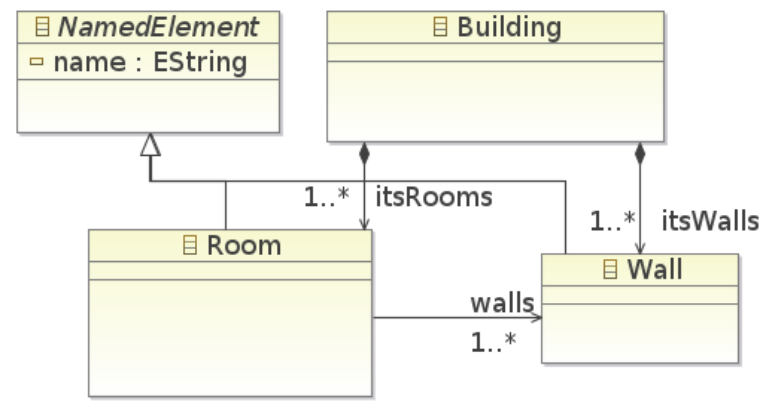 NamedElement
name : EString
Building
1..* itsRooms
1..* itsWalls
Room
Wall
walls
1..*